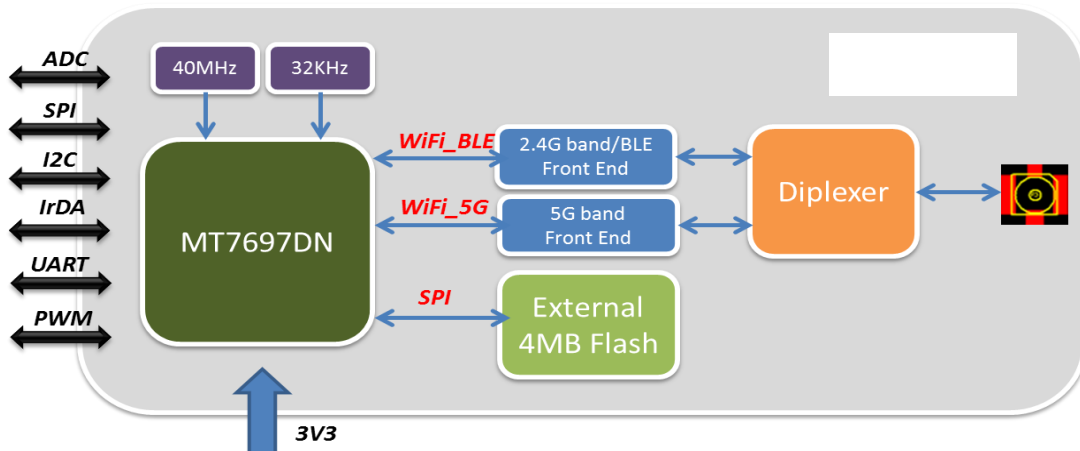 ADC
SPI
I2C
IrDA
UART
PWM
40MHz
32KHz
MT7697DN
3V3
WiFi_BLE
WiFi_5G
SPI
2.4G band/BLE
Front End
5G band
Front End
External
4MB Flash
Diplexer